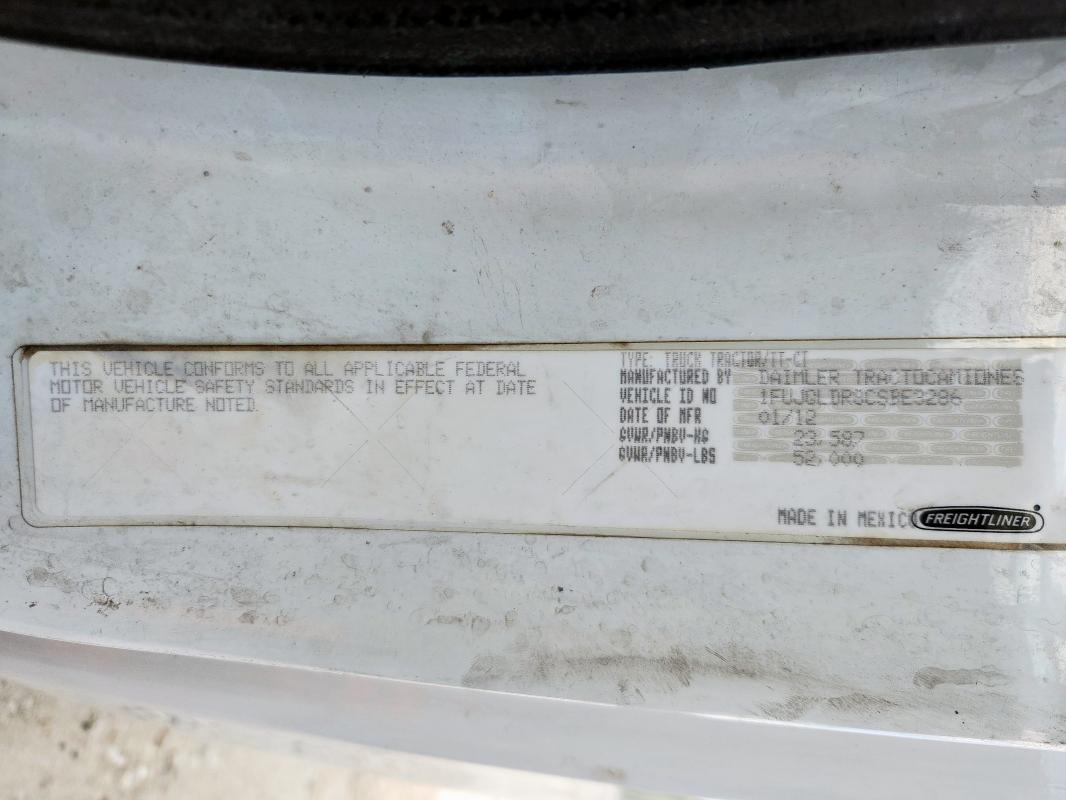 THIS VEHICLE CONFORMS TO ALL APPLICABLE FEDERAL
MOTOR VEHICLE SAFETY STANDARDS IN EFFECT AT DATE
OF MANUFACTURE NOTED.
TYPE: TRUCK TRACTOR/TT-CT
MANUFACTURED BY DAIMLER TRACTOCAMIONES
VEHICLE ID NO 1FUJGLDR8CSBE3286
DATE OF MFR 01/12
GVWR/PNBV-KG 23,587
GVWR/PNBV-LBS 52,000
MADE IN MEXICO FREIGHTLINER